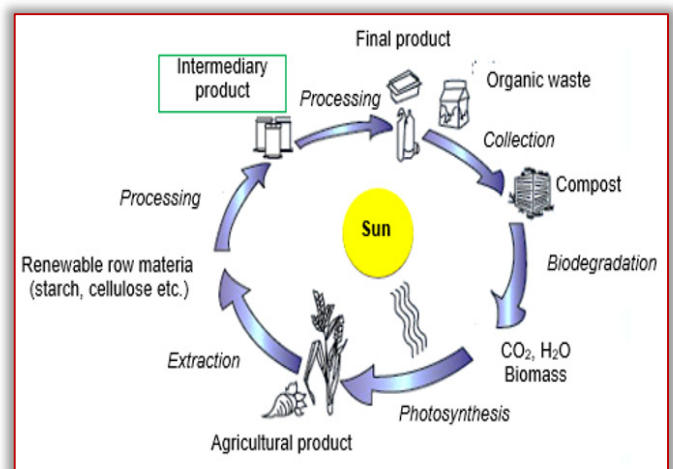 Final product
Intermediary
product
Processing
Organic waste
Collection
Compost
Processing
Sun
Biodegradation
Renewable row materia
(starch, cellulose etc.)
Extraction
CO₂, H₂O
Biomass
Photosynthesis
Agricultural product